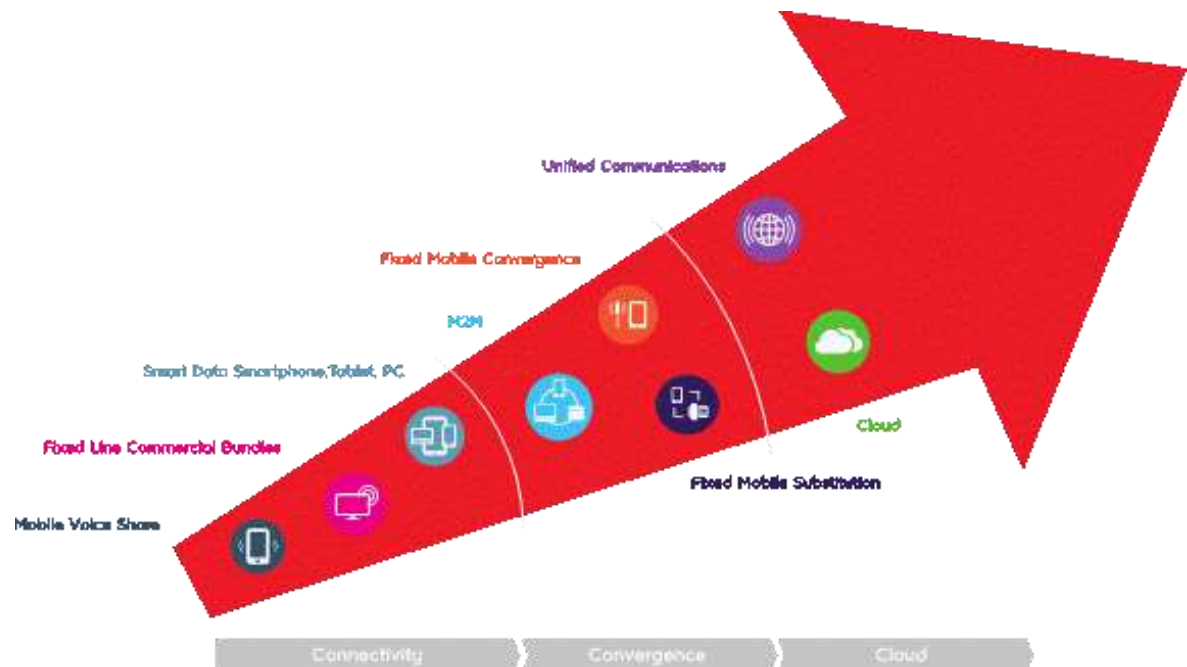 Unified Communications
Fixed Mobile Convergence
M2M
Smart Data Smartphone,Tablet, PC
Fixed Line Commercial Bundles
Cloud
Fixed Mobile Substitution
Mobile Voice Share
Connectivity
Convergence
Cloud